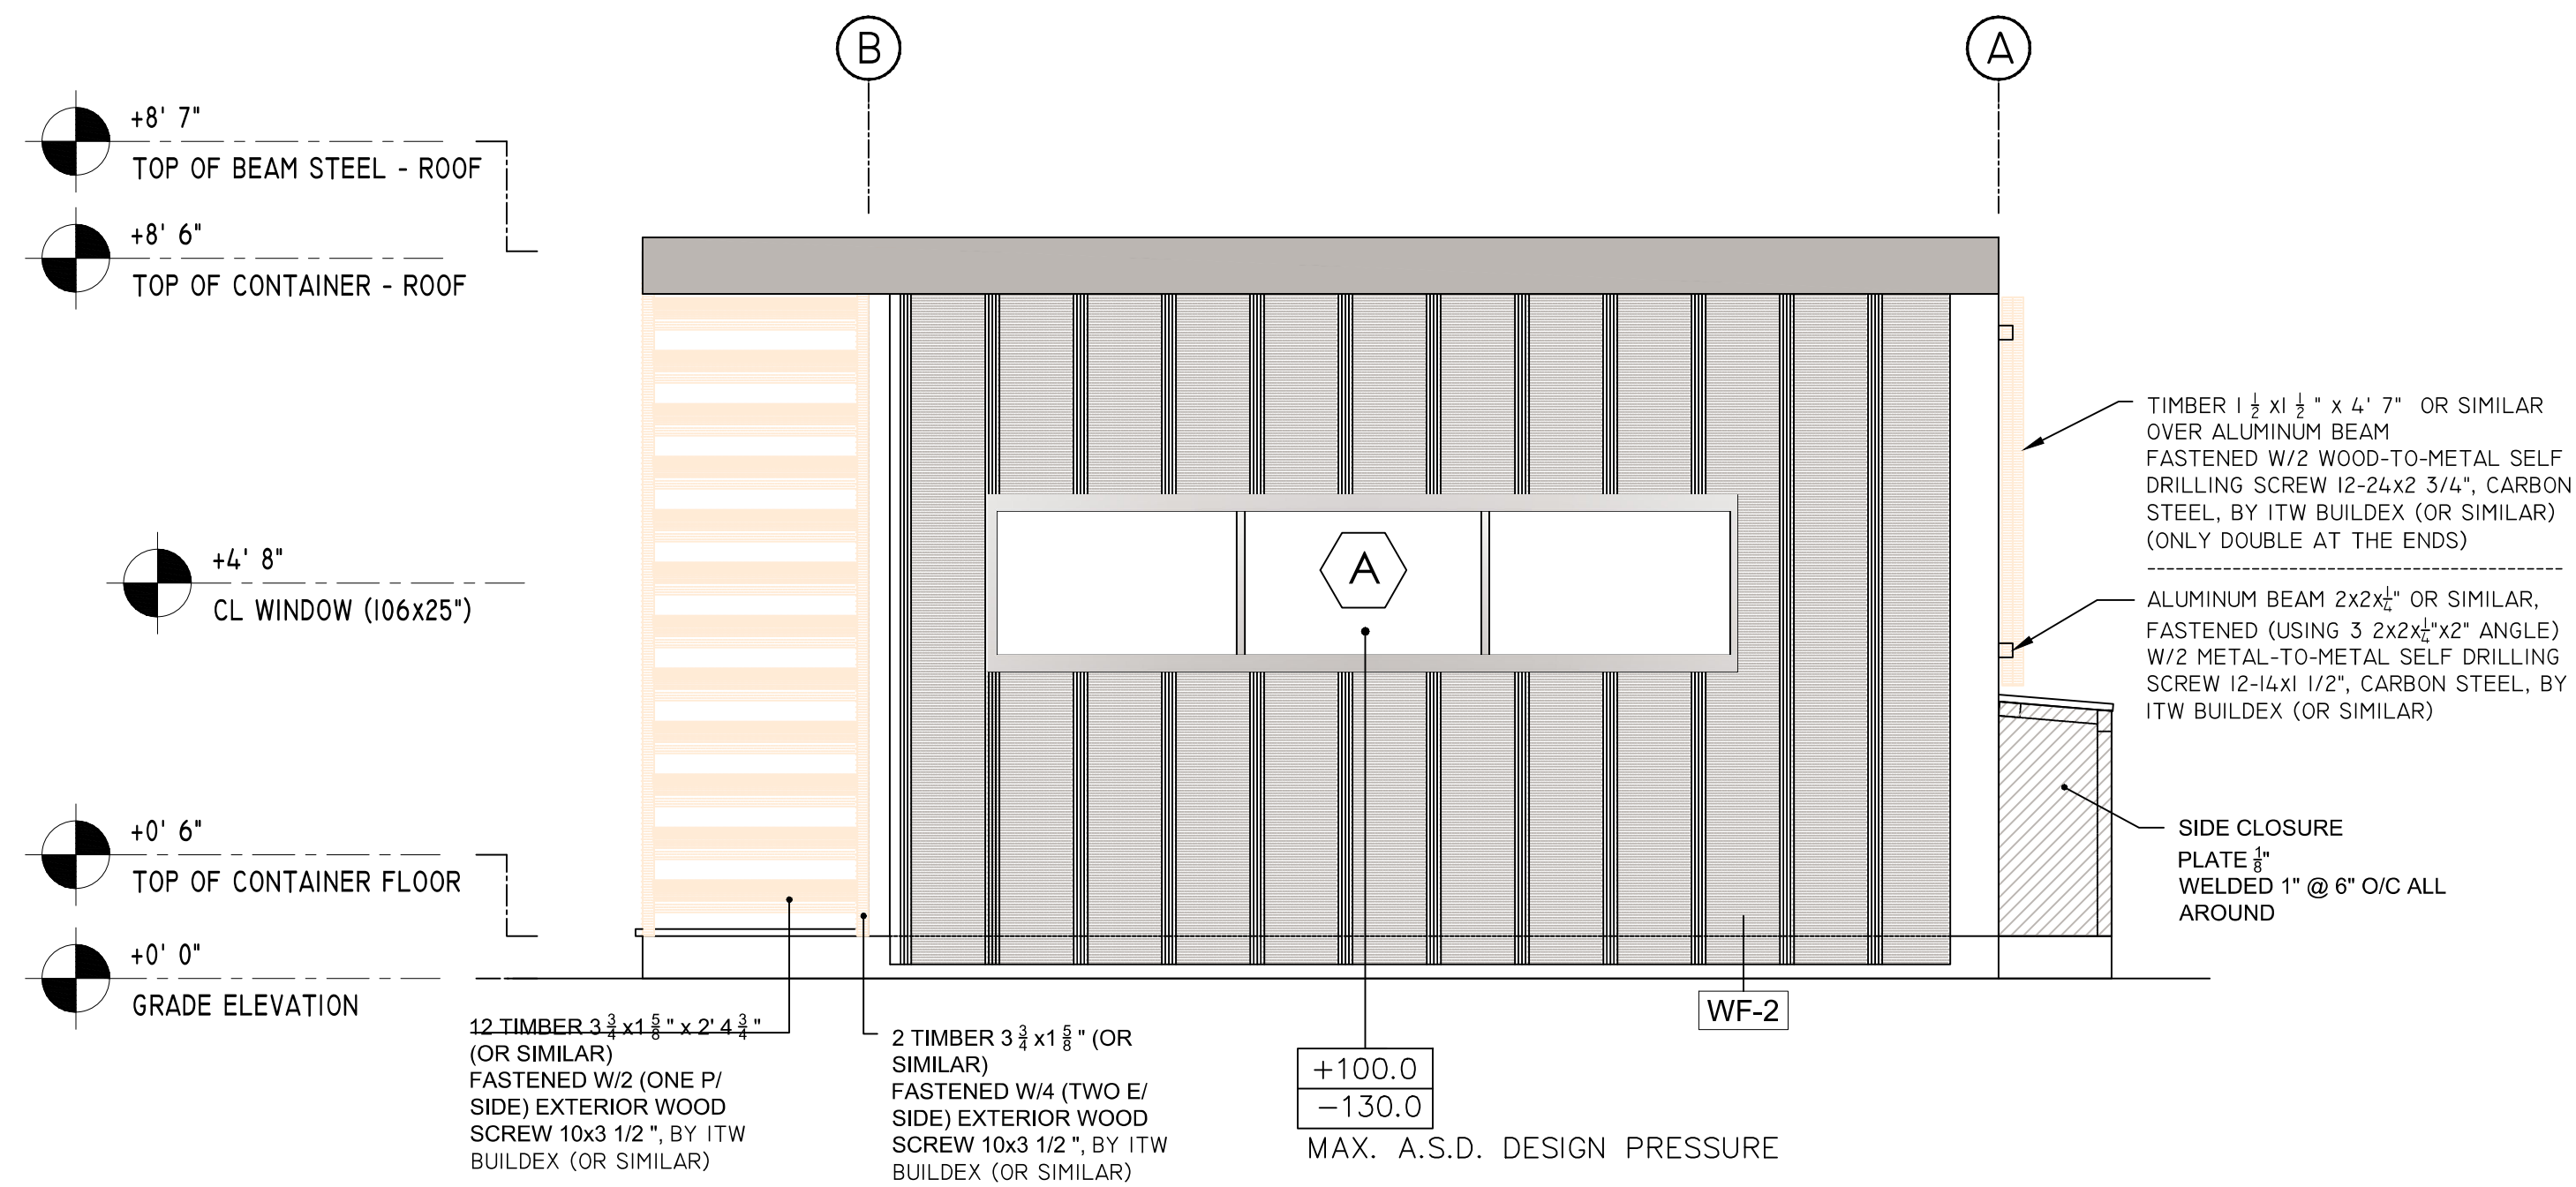 B
A
+8' 7"
TOP OF BEAM STEEL - ROOF
+8' 6"
TOP OF CONTAINER - ROOF
+4' 8"
CL WINDOW (106x25")
+0' 6"
TOP OF CONTAINER FLOOR
+0' 0"
GRADE ELEVATION
A
TIMBER 1 1/2 x1 1/2 " x 4' 7" OR SIMILAR
OVER ALUMINUM BEAM
FASTENED W/2 WOOD-TO-METAL SELF
DRILLING SCREW 12-24x2 3/4", CARBON
STEEL, BY ITW BUILDEX (OR SIMILAR)
(ONLY DOUBLE AT THE ENDS)
ALUMINUM BEAM 2x2x1/4" OR SIMILAR,
FASTENED (USING 3 2x2x1/4"x2" ANGLE)
W/2 METAL-TO-METAL SELF DRILLING
SCREW 12-14x1 1/2", CARBON STEEL, BY
ITW BUILDEX (OR SIMILAR)
SIDE CLOSURE
PLATE 1/8"
WELDED 1" @ 6" O/C ALL
AROUND
12 TIMBER 3 3/4 x1 5/8 " x 2' 4 3/4 "
(OR SIMILAR)
FASTENED W/2 (ONE P/
SIDE) EXTERIOR WOOD
SCREW 10x3 1/2 ", BY ITW
BUILDEX (OR SIMILAR)
2 TIMBER 3 3/4 x1 5/8 " (OR
SIMILAR)
FASTENED W/4 (TWO E/
SIDE) EXTERIOR WOOD
SCREW 10x3 1/2 ", BY ITW
BUILDEX (OR SIMILAR)
WF-2
+100.0
-130.0
MAX. A.S.D. DESIGN PRESSURE